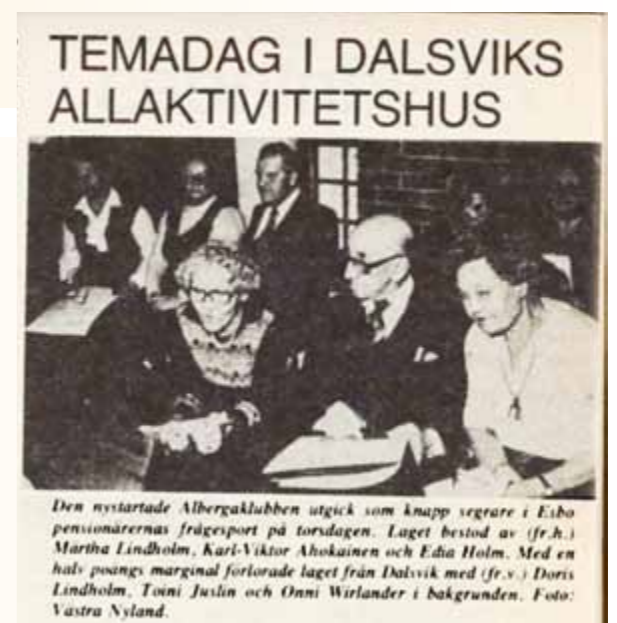 TEMADAG I DALSVIKS
ALLAKTIVITETSHUS
Den nystartade Albergaklubben utgick som knapp segrare i Esbo
pensionärernas frågesport på torsdagen. Laget bestod av (fr.h.)
Märtha Lindholm, Karl-Viktor Ahokainen och Edia Holm. Med en
halv poängs marginal förlorade laget från Dalsvik med (fr.v.) Doris
Lindholm, Toini Juslin och Onni Wirlander i bakgrunden. Foto:
Västra Nyland.